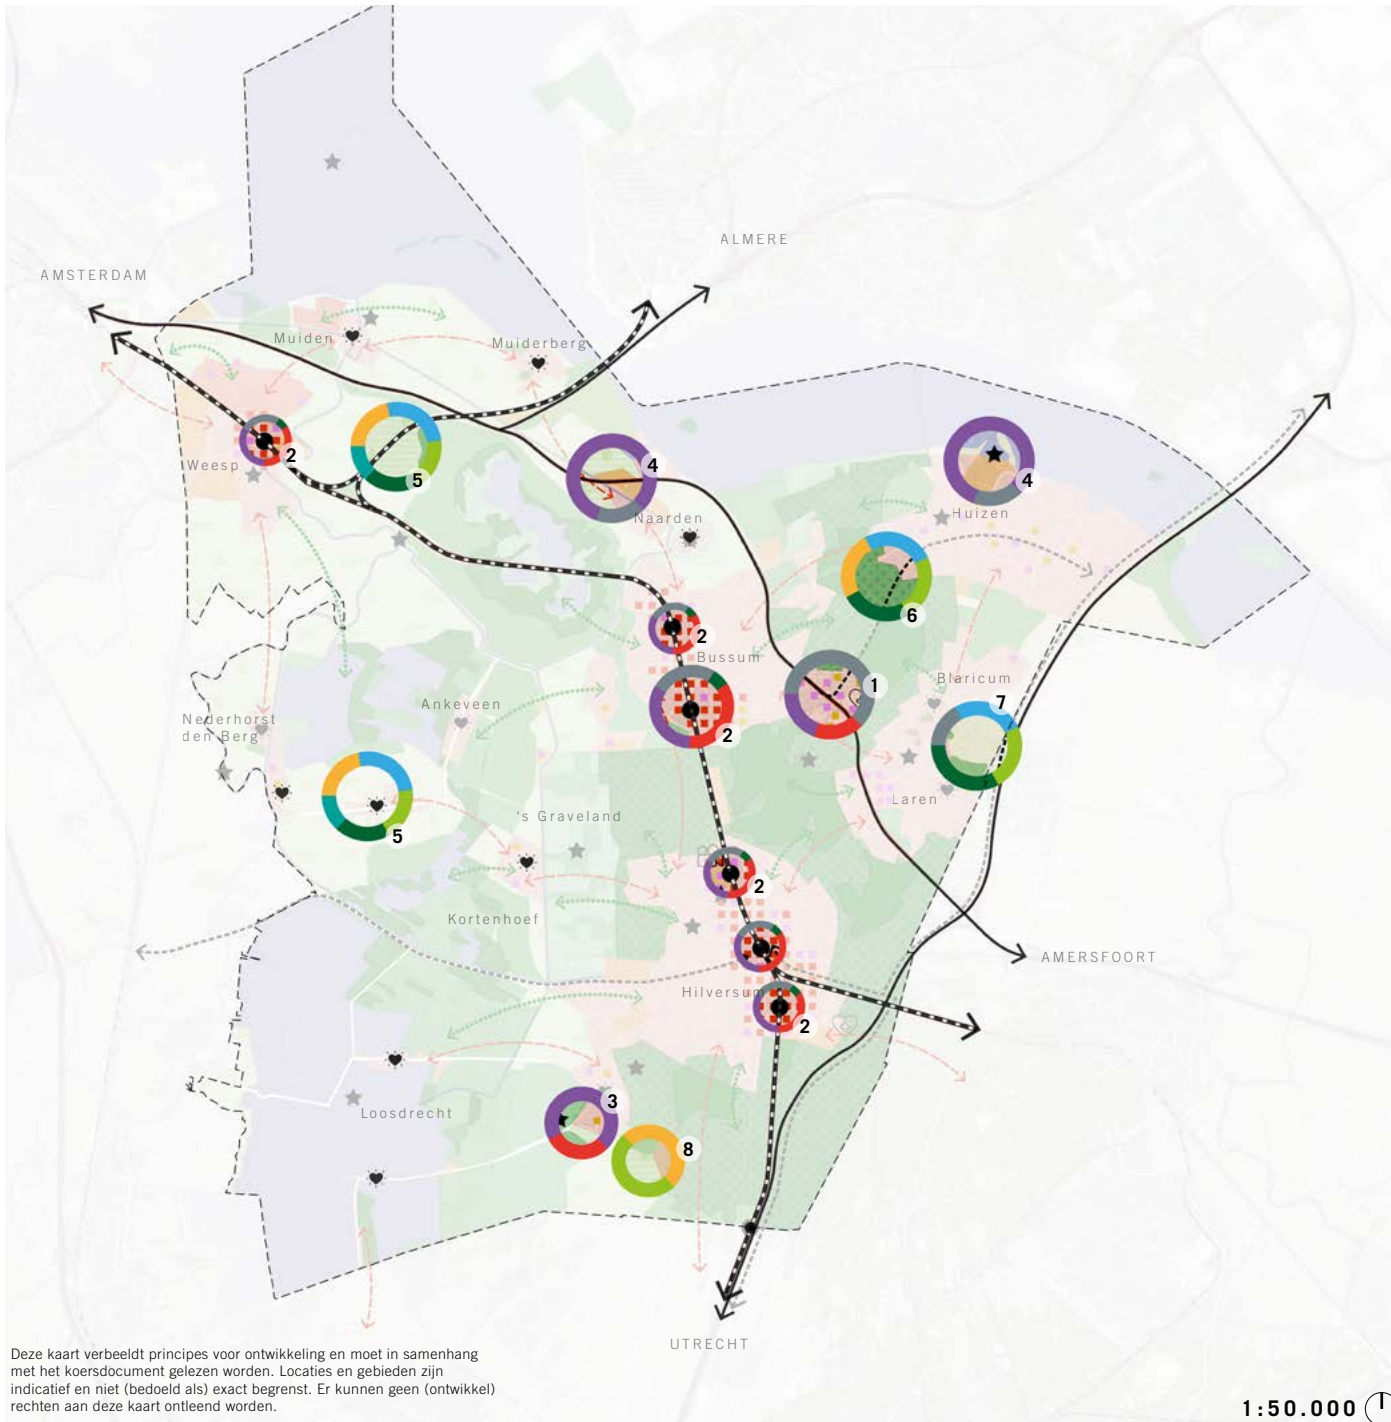 ALMERE
AMSTERDAM
Muiden
Muiderberg
Weesp
2
5
4
4
Naarden
Huizen
6
2
Bussum
1
Blaricum
7
2
Ankeveen
Nederhorst
den Berg
Laren
's Graveland
5
2
Kortenhoef
AMERSFOORT
Hilversum
2
Loosdrecht
3
8
UTRECHT
Deze kaart verbeeldt principes voor ontwikkeling en moet in samenhang
met het koersdocument gelezen worden. Locaties en gebieden zijn
indicatief en niet (bedoeld als) exact begrenst. Er kunnen geen (ontwikkel)
rechten aan deze kaart ontleend worden.
1:50.000